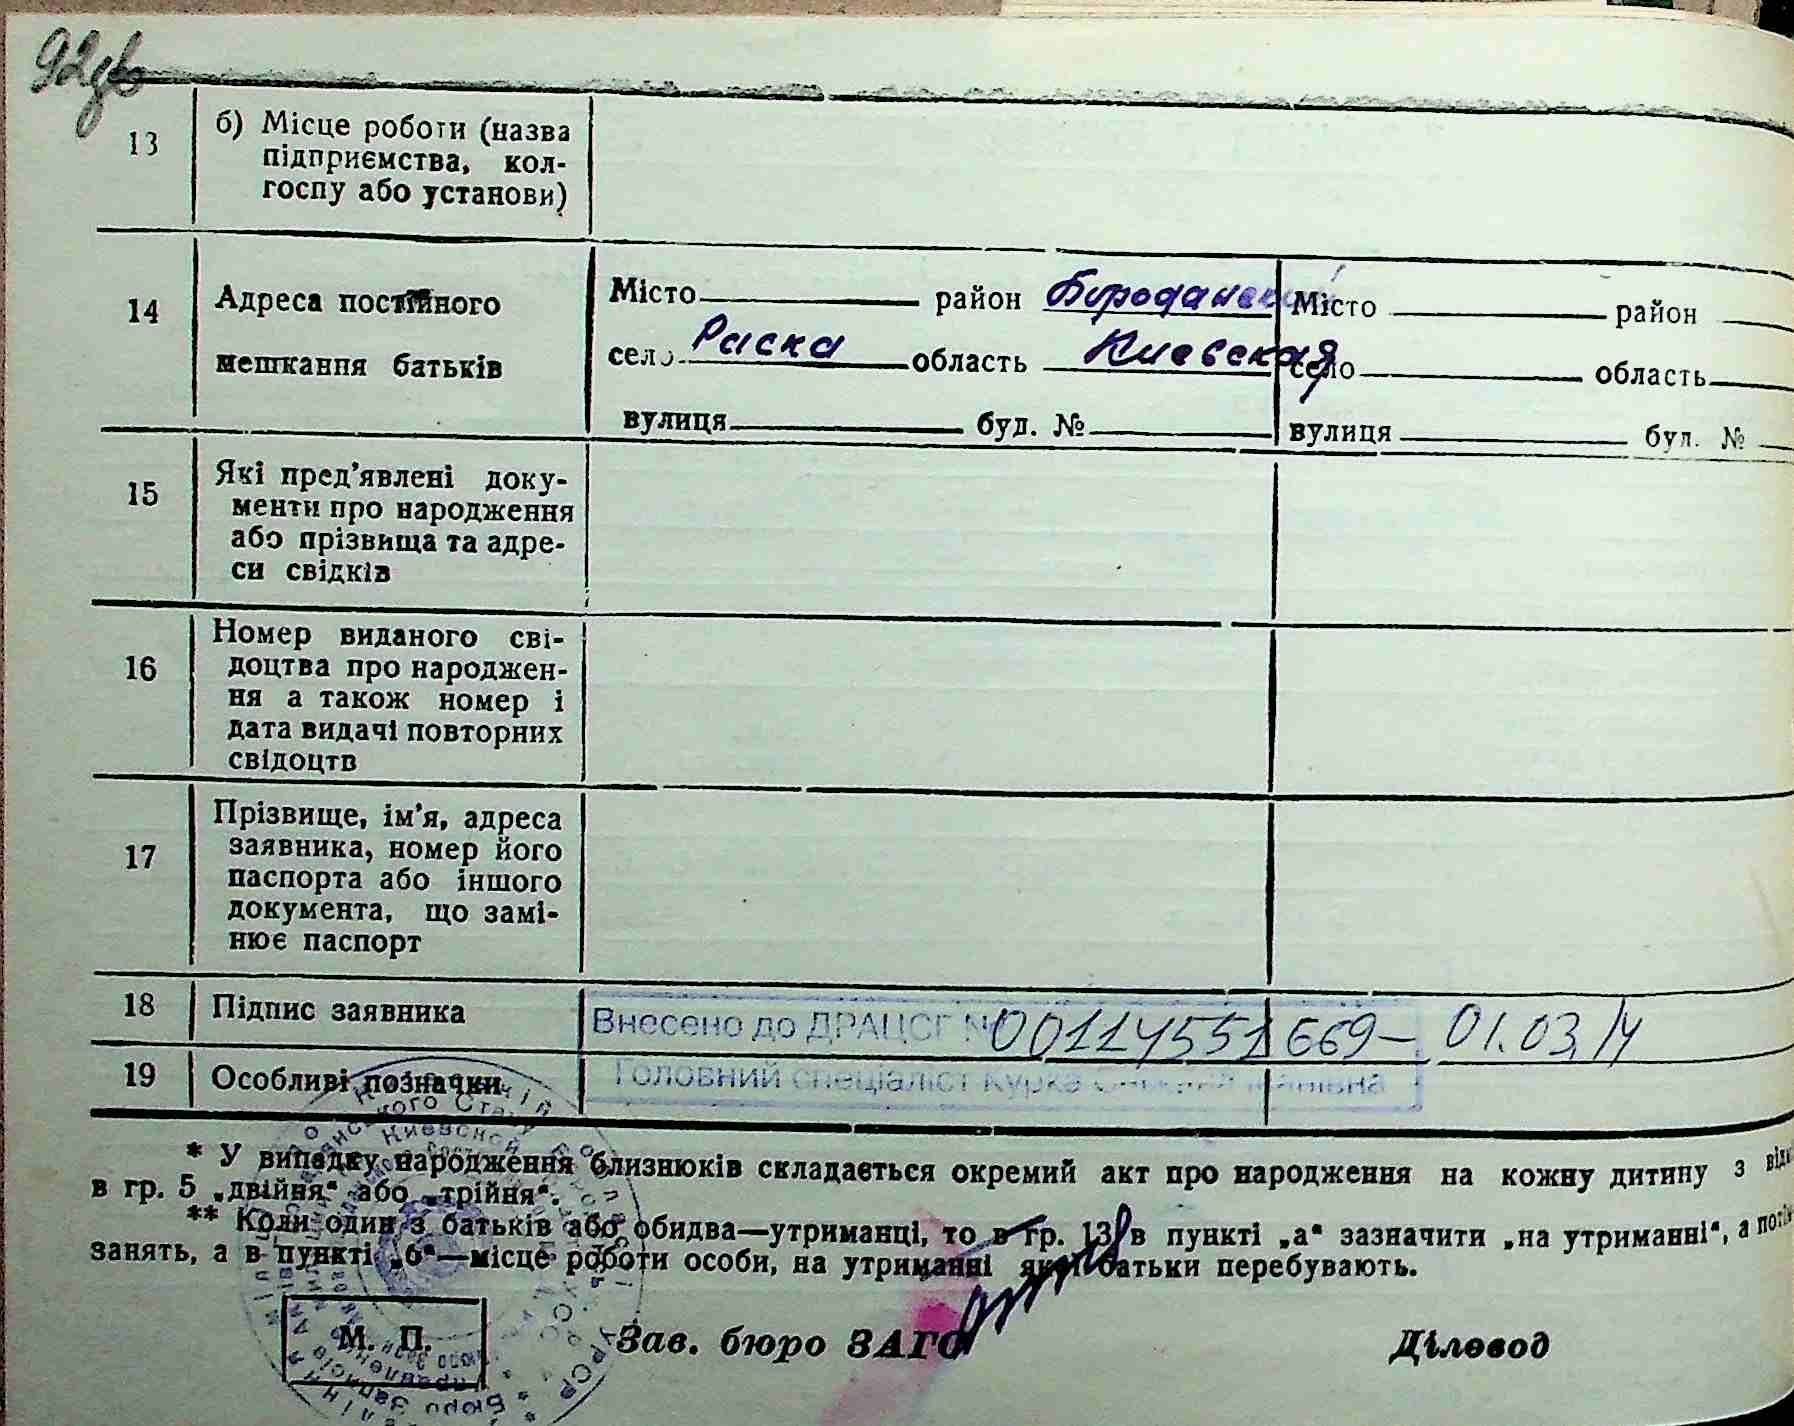 92зв
13 б) Місце роботи (назва
підприємства, кол-
госпу або установи)
14 Адреса постійного
мешкання батьків
Місто район Бородянский
село Раска область Киевская
вулиця буд. №
Місто район
село область
вулиця буд. №
15 Які пред’явлені доку-
менти про народження
або прізвища та адре-
си свідків
16 Номер виданого сві-
доцтва про народжен-
ня а також номер і
дата видачі повторних
свідоцтв
17 Прізвище, ім’я, адреса
заявника, номер його
паспорта або іншого
документа, що замі-
нює паспорт
18 Підпис заявника
Внесено до ДРАЦСГ № 00114551669– 01.03.14
19 Особливі позначки
Головний спеціаліст Курка
* У випадку народження близнюків складається окремий акт про народження на кожну дитину з
в гр. 5 „двійня“ або „трійня“.
** Коли один з батьків або обидва—утриманці, то в гр. 13 в пункті „а“ зазначити „на утриманні“, а
занять, а в пункті „б“—місце роботи особи, на утриманні якої батьки перебувають.
М. П.
Зав. бюро ЗАГС
Діловод